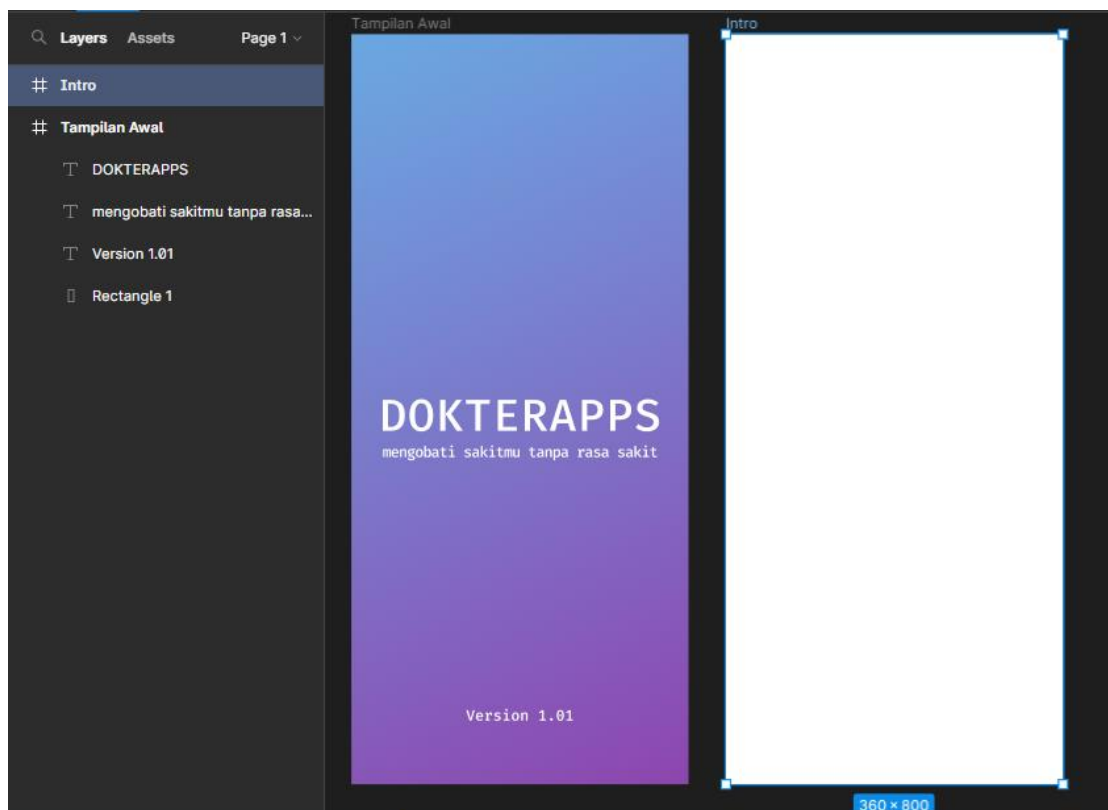 Layers Assets Page 1
Intro
Tampilan Awal
DOKTERAPPS
mengobati sakitmu tanpa rasa...
Version 1.01
Rectangle 1
Tampilan Awal
DOKTERAPPS
mengobati sakitmu tanpa rasa sakit
Version 1.01
Intro
360 × 800